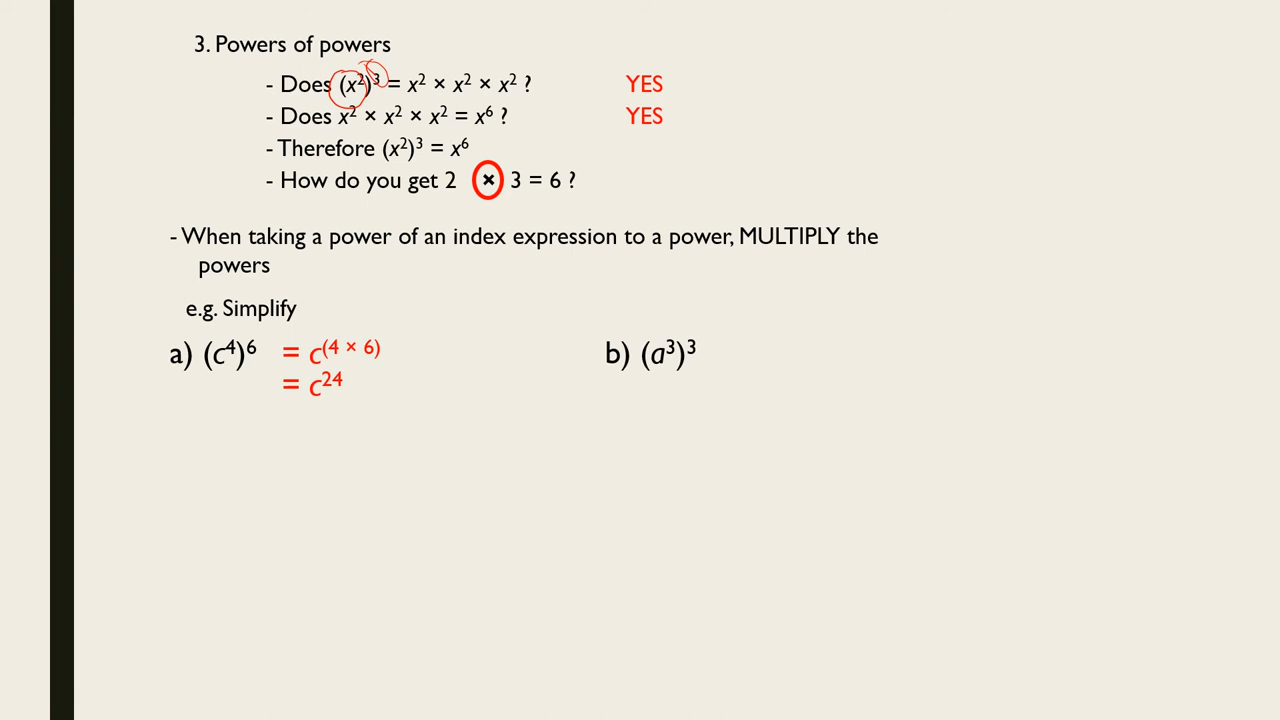 3. Powers of powers
- Does (x²)³ = x² × x² × x² ? YES
- Does x² × x² × x² = x⁶ ? YES
- Therefore (x²)³ = x⁶
- How do you get 2 × 3 = 6 ?
- When taking a power of an index expression to a power, MULTIPLY the
powers
e.g. Simplify
a) (c⁴)⁶ = c⁽⁴ ˣ ⁶⁾ b) (a³)³
= c²⁴